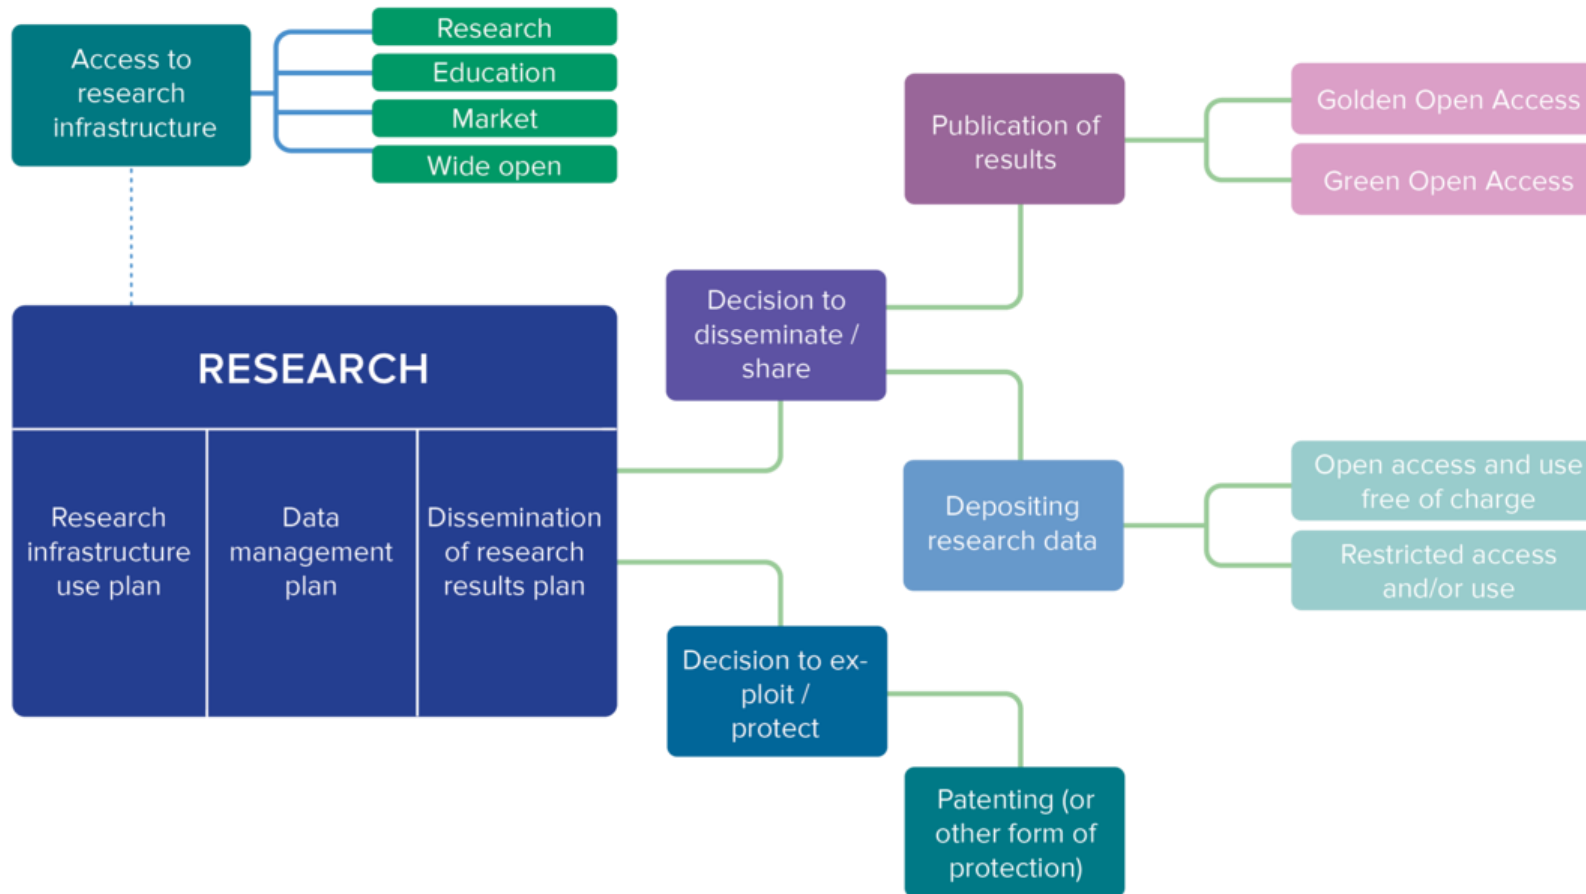 Access to
research
infrastructure
Research
Education
Market
Wide open
RESEARCH
Research
infrastructure
use plan
Data
management
plan
Dissemination
of research
results plan
Decision to
disseminate /
share
Decision to ex-
ploit /
protect
Publication of
results
Golden Open Access
Green Open Access
Depositing
research data
Open access and use
free of charge
Restricted access
and/or use
Patenting (or
other form of
protection)